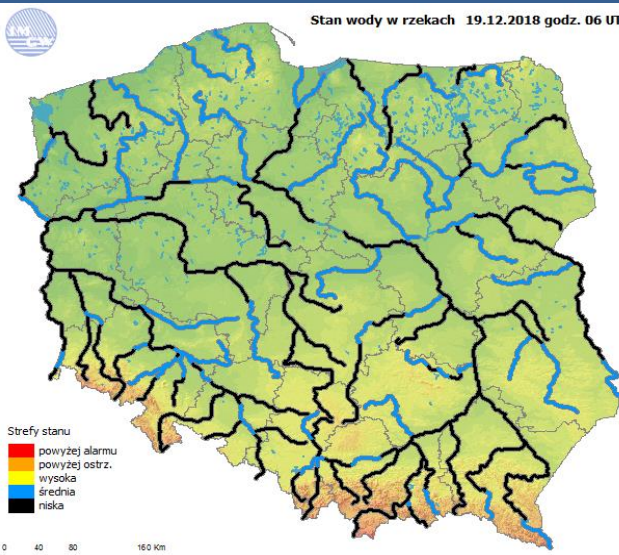 Stan wody w rzekach 19.12.2018 godz. 06 UT
Strefy stanu
powyżej alarmu
powyżej ostrz.
wysoka
średnia
niska
0 40 80 160 Km